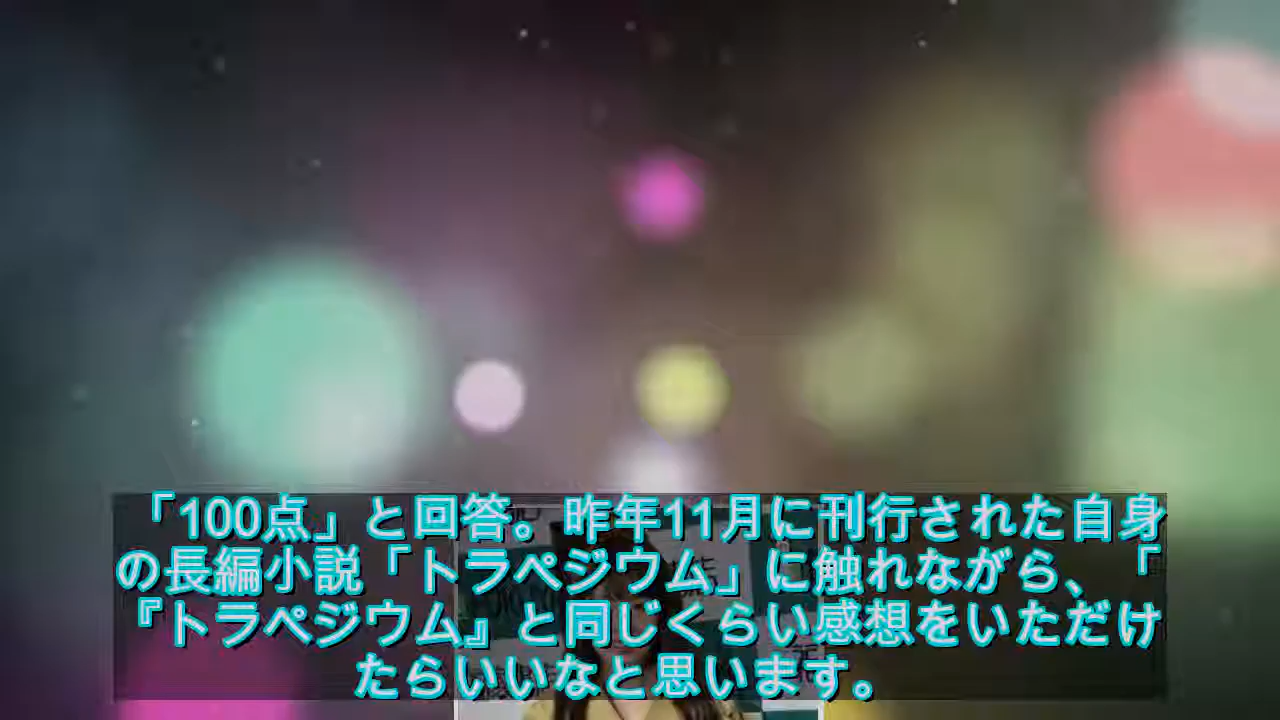 「100点」と回答。昨年11月に刊行された自身
の長編小説「トラペジウム」に触れながら、「
『トラペジウム』と同じくらい感想をいただけ
たらいいなと思います。